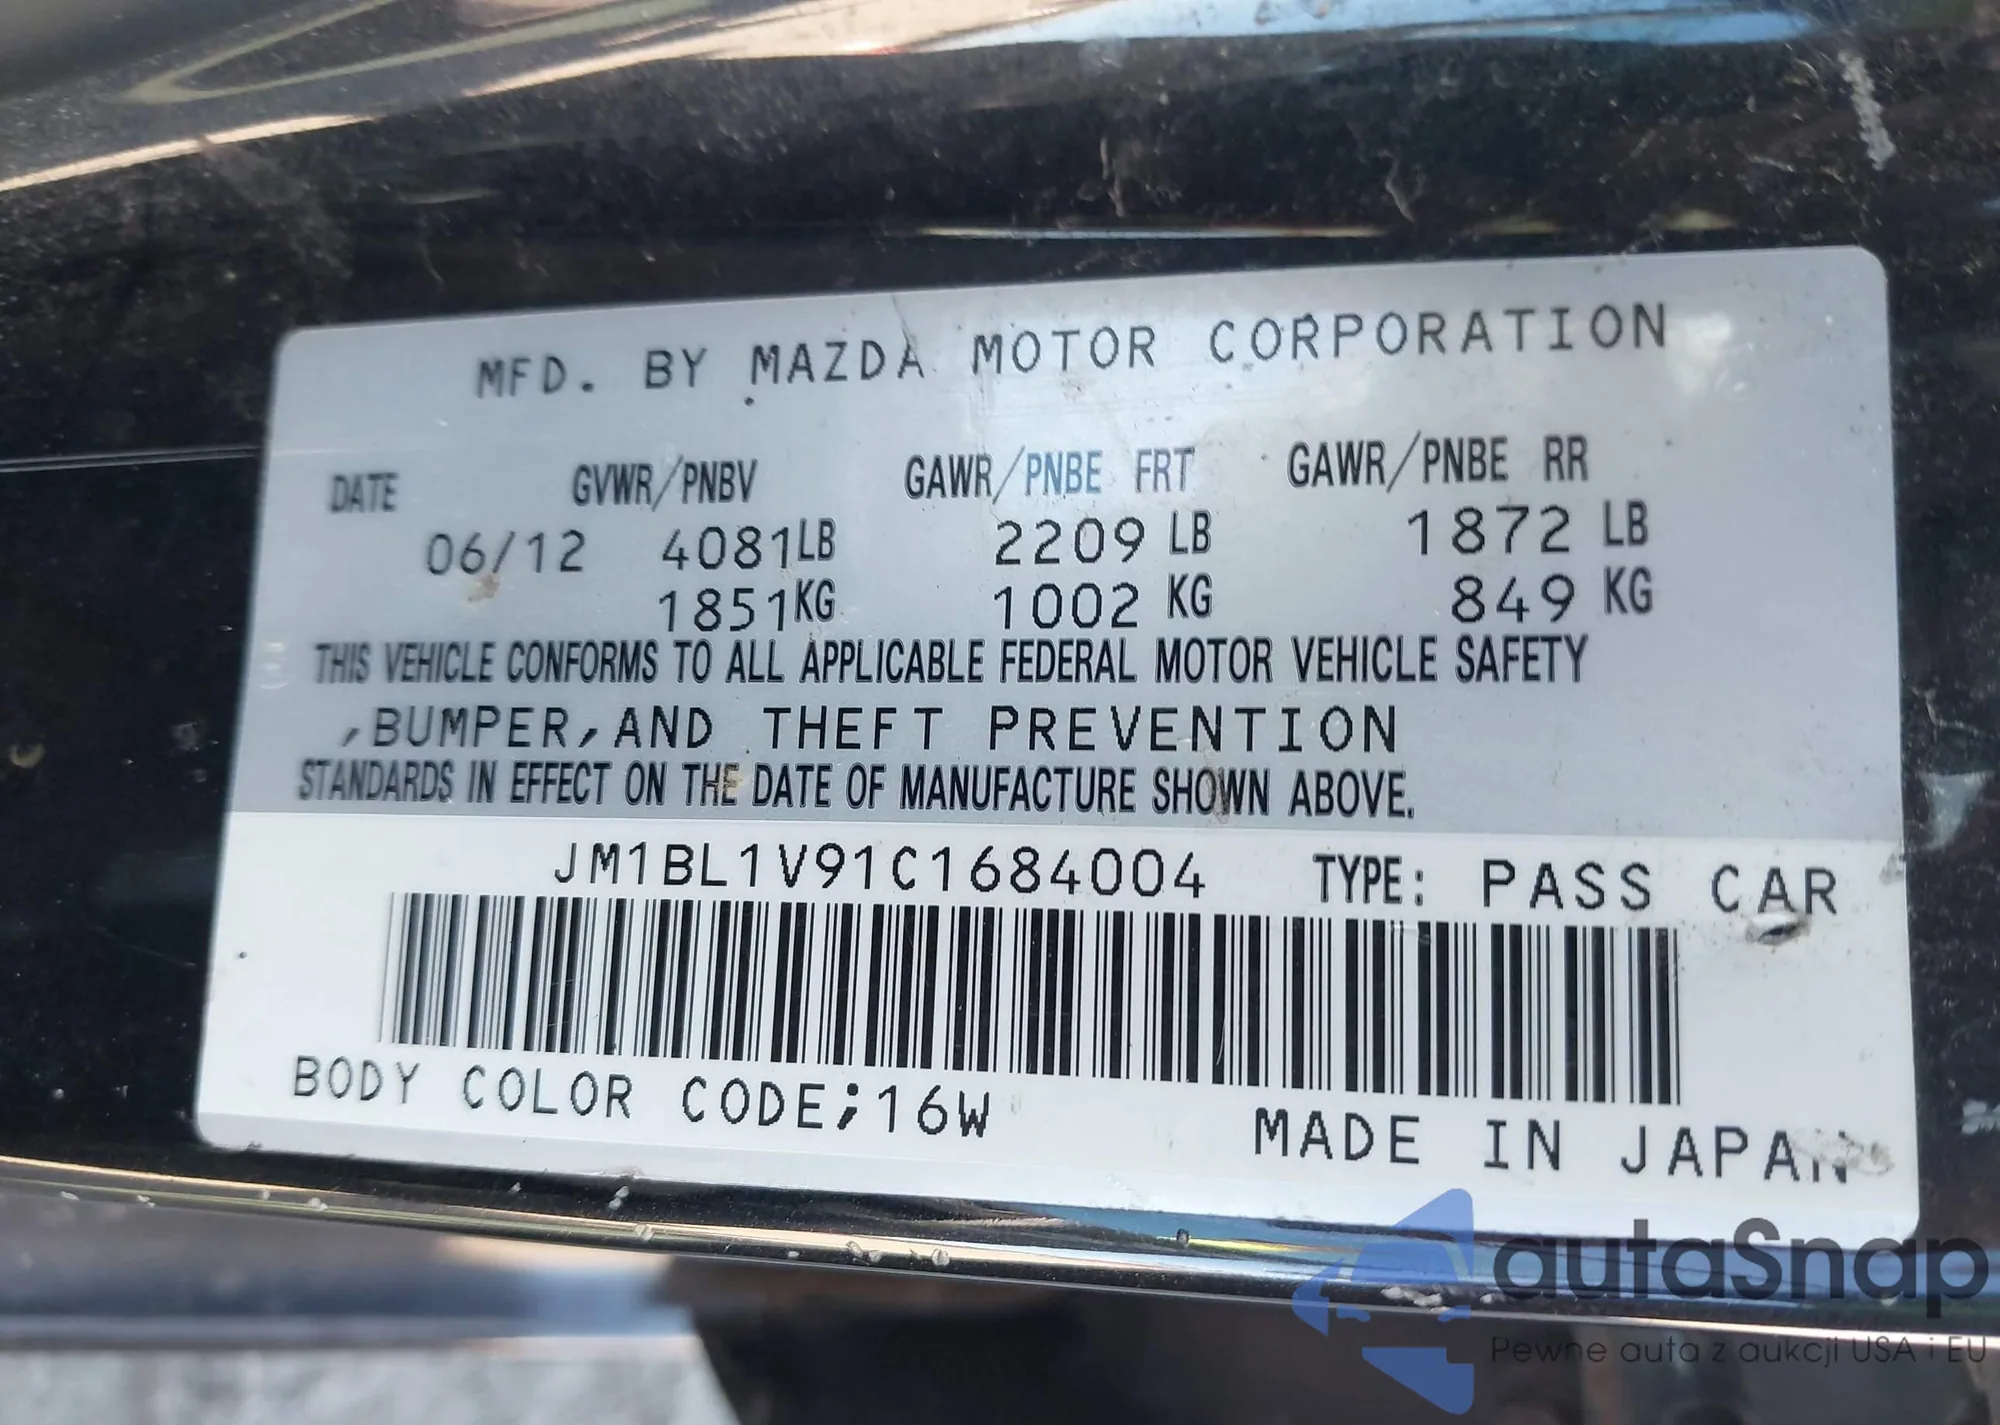 MFD. BY MAZDA MOTOR CORPORATION
DATE GVWR/PNBV GAWR/PNBE FRT GAWR/PNBE RR
06/12 4081LB 2209 LB 1872 LB
1851KG 1002 KG 849 KG
THIS VEHICLE CONFORMS TO ALL APPLICABLE FEDERAL MOTOR VEHICLE SAFETY
,BUMPER,AND THEFT PREVENTION
STANDARDS IN EFFECT ON THE DATE OF MANUFACTURE SHOWN ABOVE.
JM1BL1V91C1684004 TYPE: PASS CAR
BODY COLOR CODE;16W
MADE IN JAPAN
autaSnap
Pewne auta z aukcji USA i EU